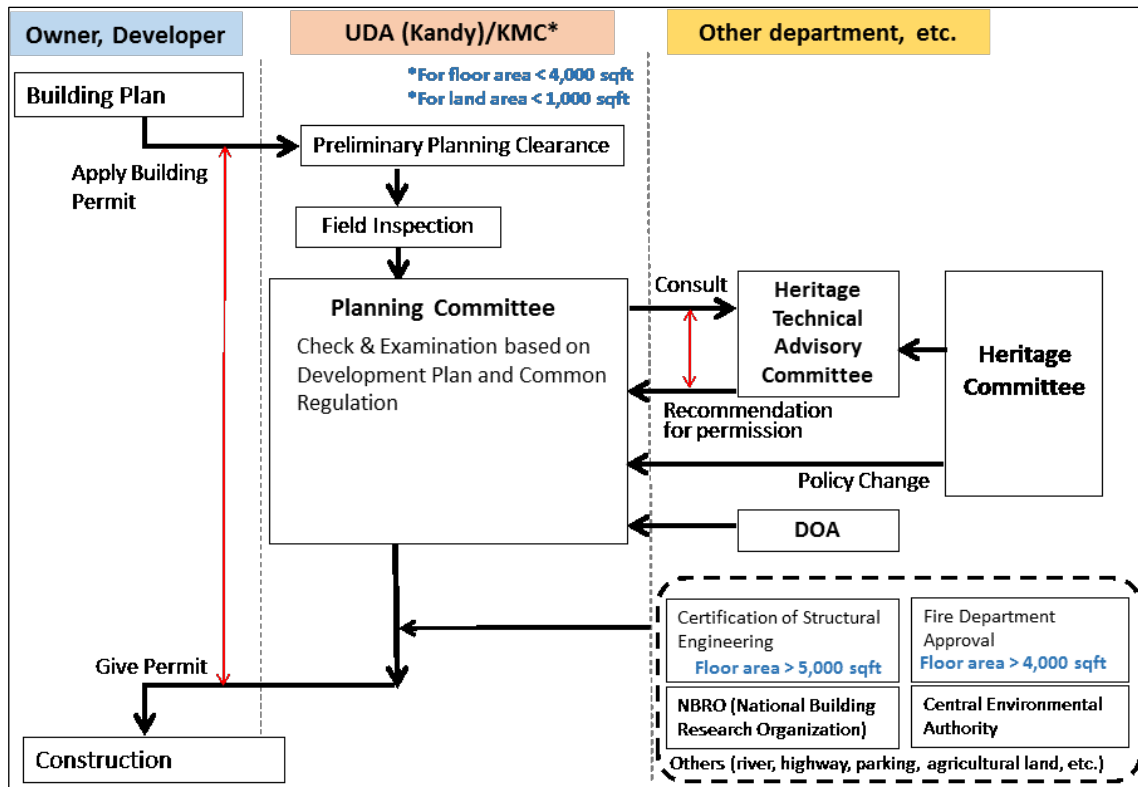 Owner, Developer
UDA (Kandy)/KMC*
Other department, etc.
*For floor area < 4,000 sqft
*For land area < 1,000 sqft
Building Plan
Preliminary Planning Clearance
Apply Building
Permit
Field Inspection
Planning Committee
Check & Examination based on
Development Plan and Common
Regulation
Consult
Heritage
Technical
Advisory
Committee
Heritage
Committee
Recommendation
for permission
Policy Change
DOA
Certification of Structural
Engineering
Floor area > 5,000 sqft
Fire Department
Approval
Floor area > 4,000 sqft
Give Permit
NBRO (National Building
Research Organization)
Central Environmental
Authority
Construction
Others (river, highway, parking, agricultural land, etc.)